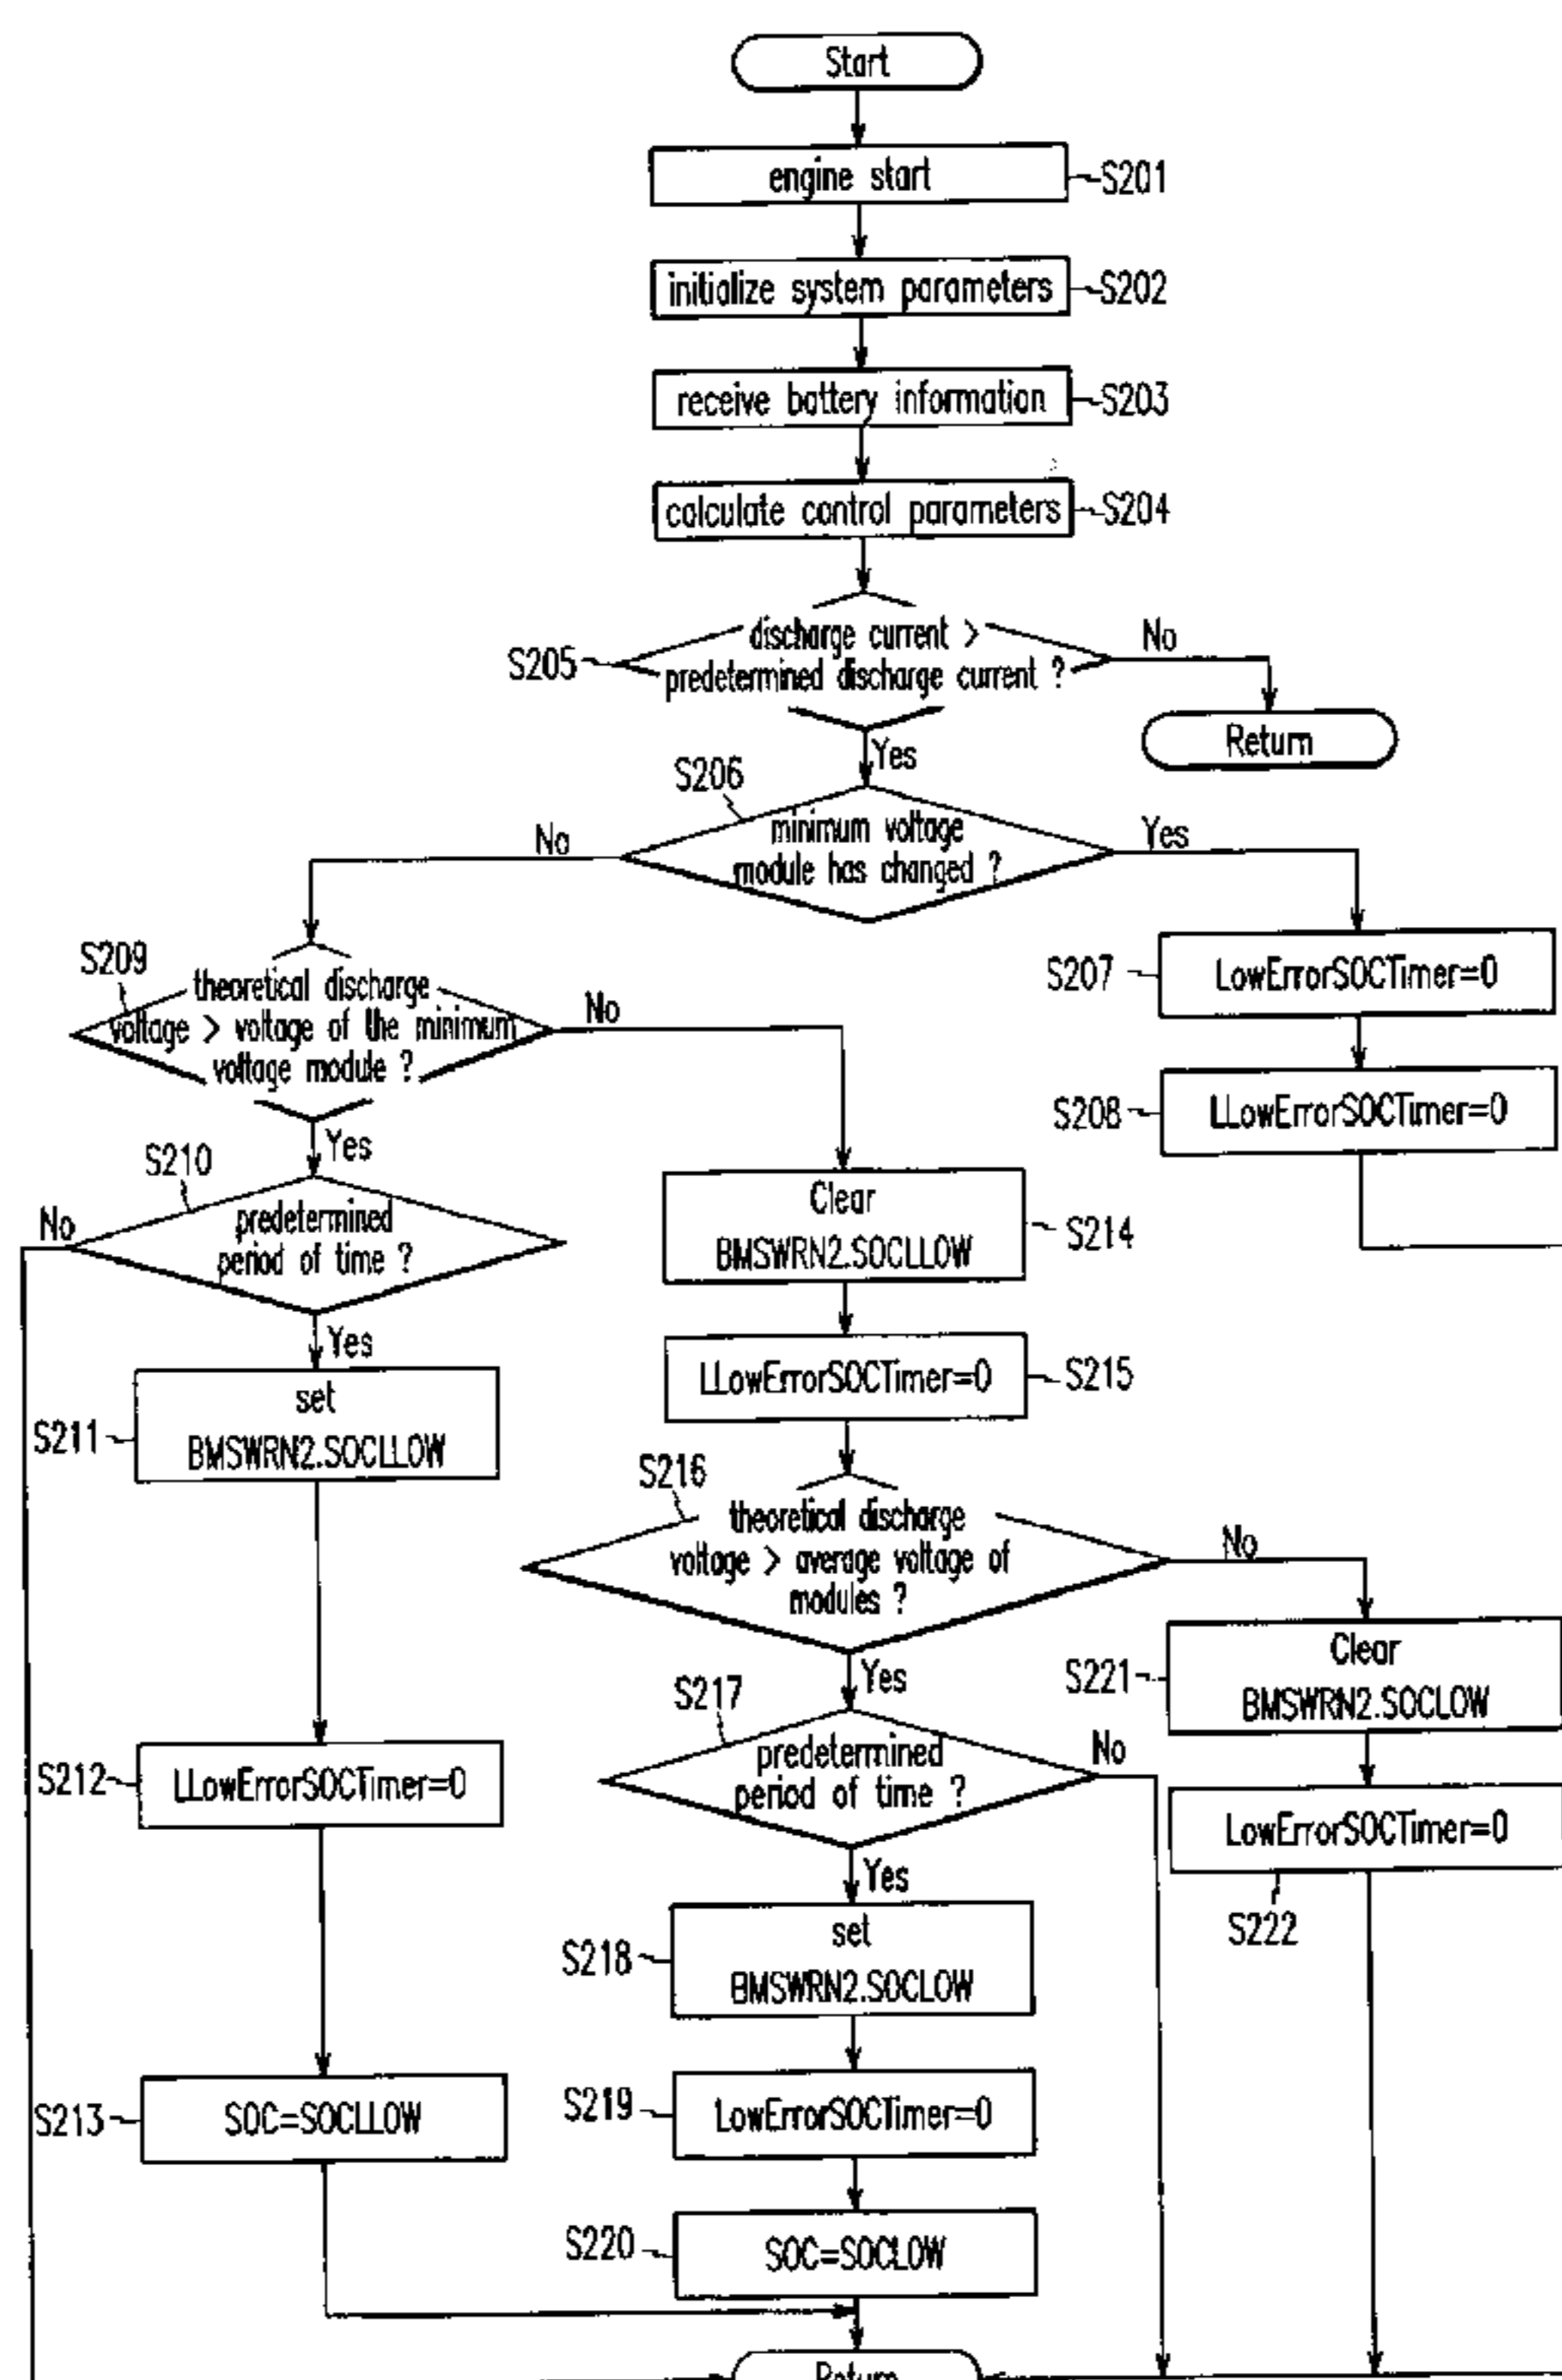 Start
engine start
S201
initialize system parameters
S202
receive battery information
S203
calculate control parameters
S204
discharge current >
predetermined discharge current ?
S205
No
Return
Yes
S206
minimum voltage
module has changed ?
No
Yes
S207
LowErrorSOCTimer=0
S208
LLowErrorSOCTimer=0
S209
theoretical discharge
voltage > voltage of the minimum
voltage module ?
No
Yes
S210
predetermined
period of time ?
No
Yes
S211
set
BMSWRN2.SOCLLOW
S212
LLowErrorSOCTimer=0
S213
SOC=SOCLLOW
Clear
BMSWRN2.SOCLLOW
S214
LLowErrorSOCTimer=0
S215
S216
theoretical discharge
voltage > average voltage of
modules ?
No
Yes
S217
predetermined
period of time ?
No
Yes
S218
set
BMSWRN2.SOCLOW
S219
LowErrorSOCTimer=0
S220
SOC=SOCLOW
S221
Clear
BMSWRN2.SOCLOW
LowErrorSOCTimer=0
S222
Return